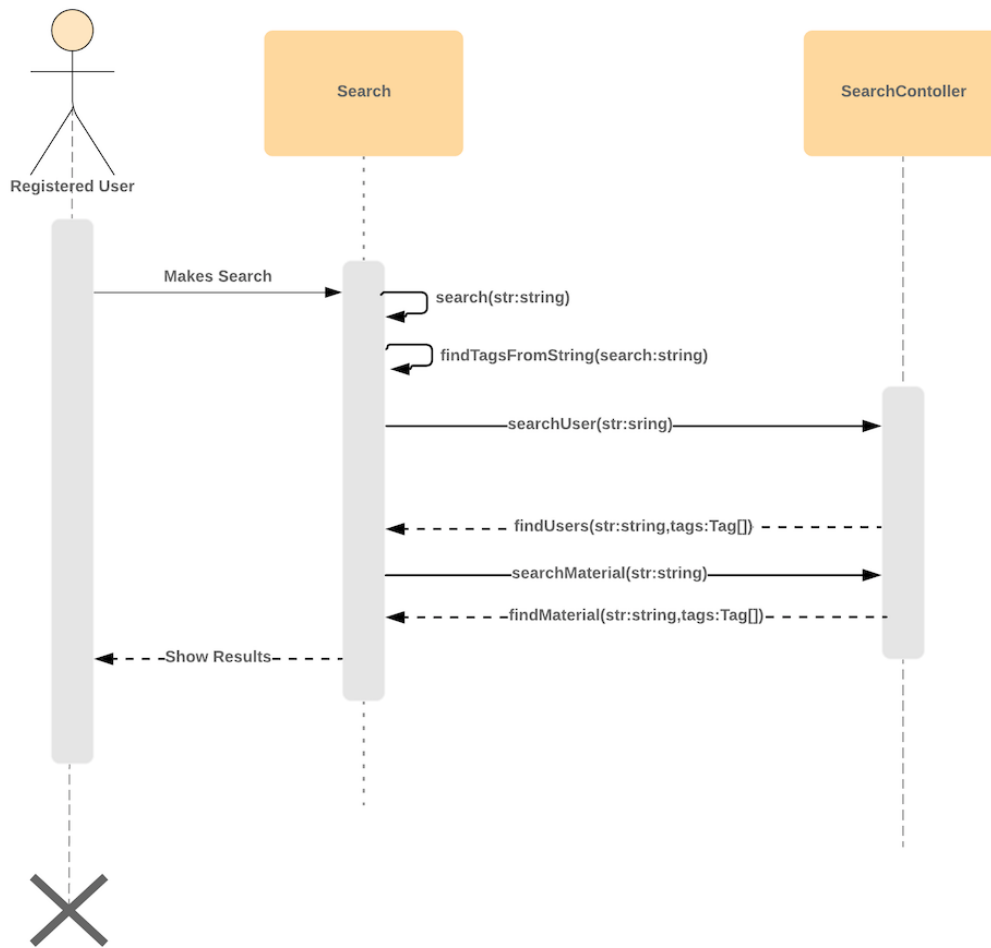 Search
SearchContoller
Registered User
Makes Search
search(str:string)
findTagsFromString(search:string)
searchUser(str:sring)
findUsers(str:string,tags:Tag[])
searchMaterial(str:string)
findMaterial(str:string,tags:Tag[])
Show Results